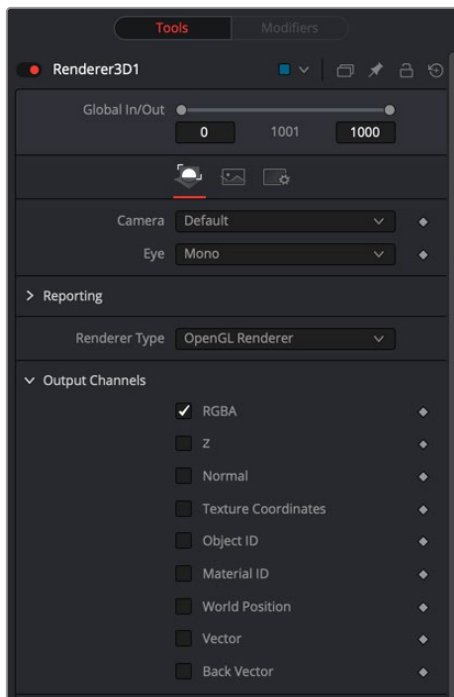 Tools Modifiers
Renderer3D1
Global In/Out
0 1001 1000
Camera Default
Eye Mono
Reporting
Renderer Type OpenGL Renderer
Output Channels
RGBA
Z
Normal
Texture Coordinates
Object ID
Material ID
World Position
Vector
Back Vector